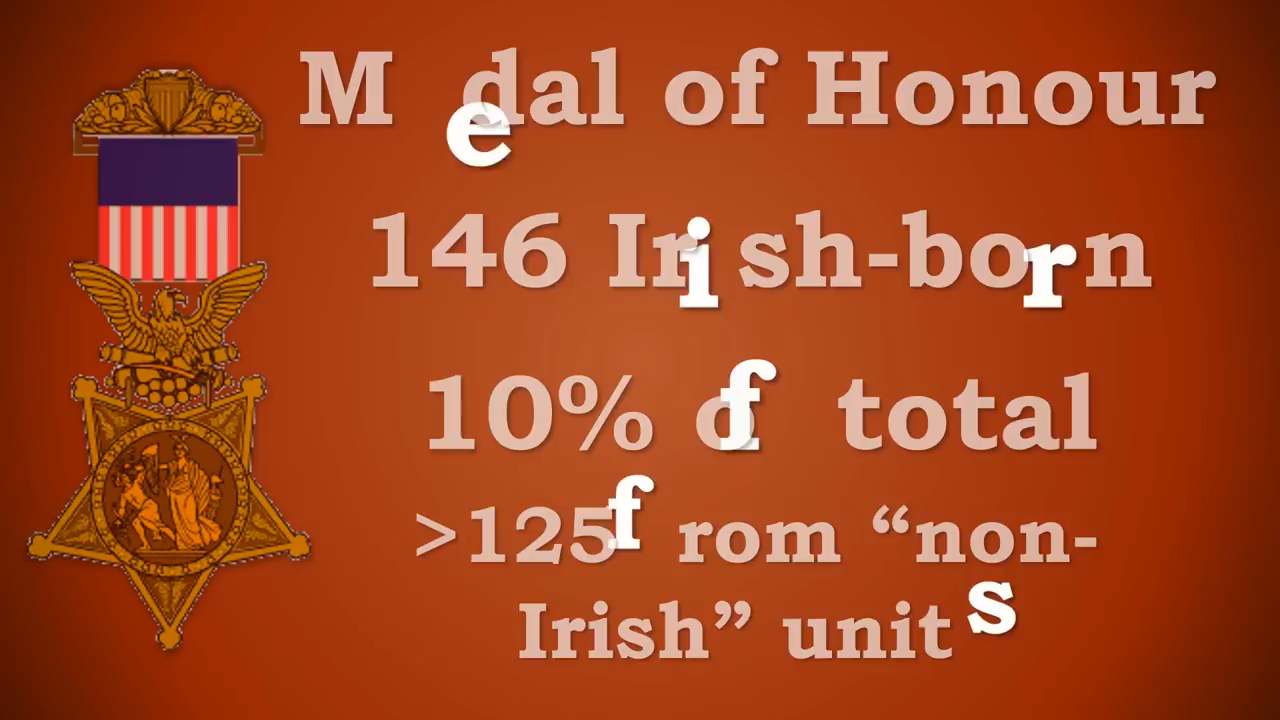 Medal of Honour
146 Irish-born
10% of total
>125 from “non-
Irish” units